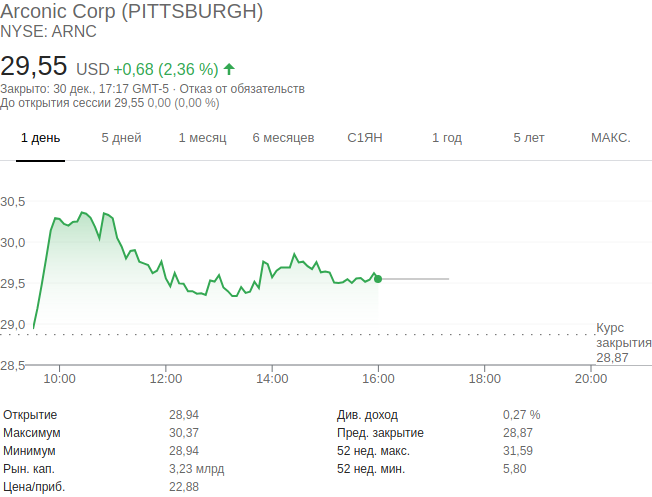 Arconic Corp (PITTSBURGH)
NYSE: ARNC
29,55 USD +0,68 (2,36 %)
Закрыто: 30 дек., 17:17 GMT-5 · Отказ от обязательств
До открытия сессии 29,55 0,00 (0,00 %)
1 день 5 дней 1 месяц 6 месяцев С1ЯН 1 год 5 лет МАКС.
30,5
30,0
29,5
29,0
28,5
Курс
закрытия
28,87
10:00 12:00 14:00 16:00 18:00 20:00
Открытие 28,94 Див. доход 0,27 %
Максимум 30,37 Пред. закрытие 28,87
Минимум 28,94 52 нед. макс. 31,59
Рын. кап. 3,23 млрд 52 нед. мин. 5,80
Цена/приб. 22,88